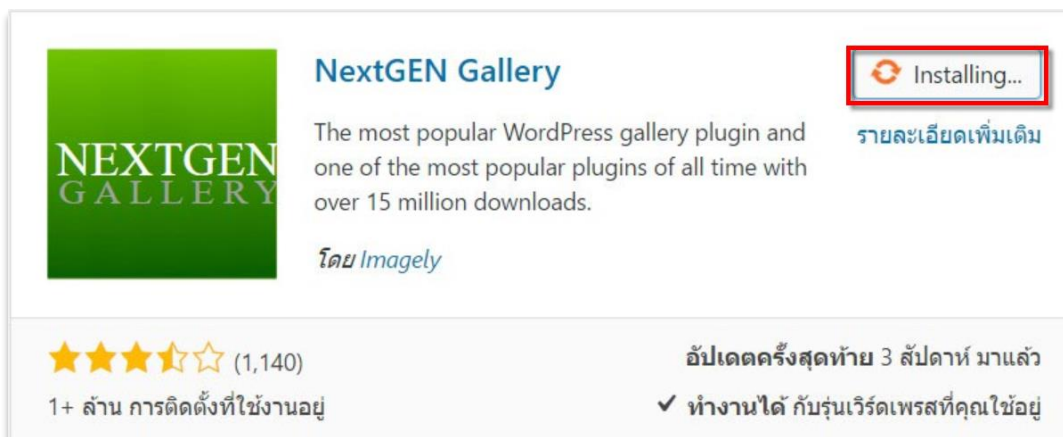 NEXTGEN
GALLERY
NextGEN Gallery
The most popular WordPress gallery plugin and
one of the most popular plugins of all time with
over 15 million downloads.
โดย Imagely
Installing...
รายละเอียดเพิ่มเติม
(1,140)
1+ ล้าน การติดตั้งที่ใช้งานอยู่
อัปเดตครั้งสุดท้าย 3 สัปดาห์ มาแล้ว
ทำงานได้ กับรุ่นเวิร์ดเพรสที่คุณใช้อยู่